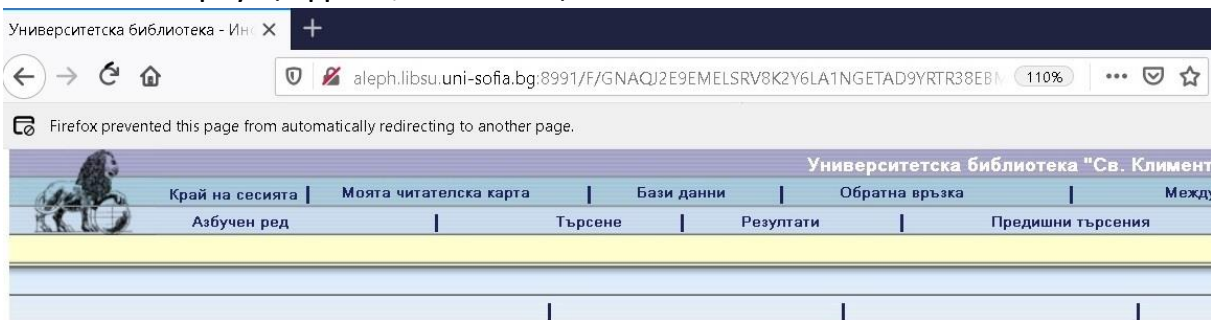 Университетска библиотека - Инс
aleph.libsu.uni-sofia.bg:8991/F/GNAQJ2E9EMELSRV8K2Y6LA1NGETAD9YRTR38EB 110%
Firefox prevented this page from automatically redirecting to another page.
Университетска библиотека "Св. Климент
Край на сесията | Моята читателска карта | Бази данни | Обратна връзка | Между
Азбучен ред | Търсене | Резултати | Предишни търсения